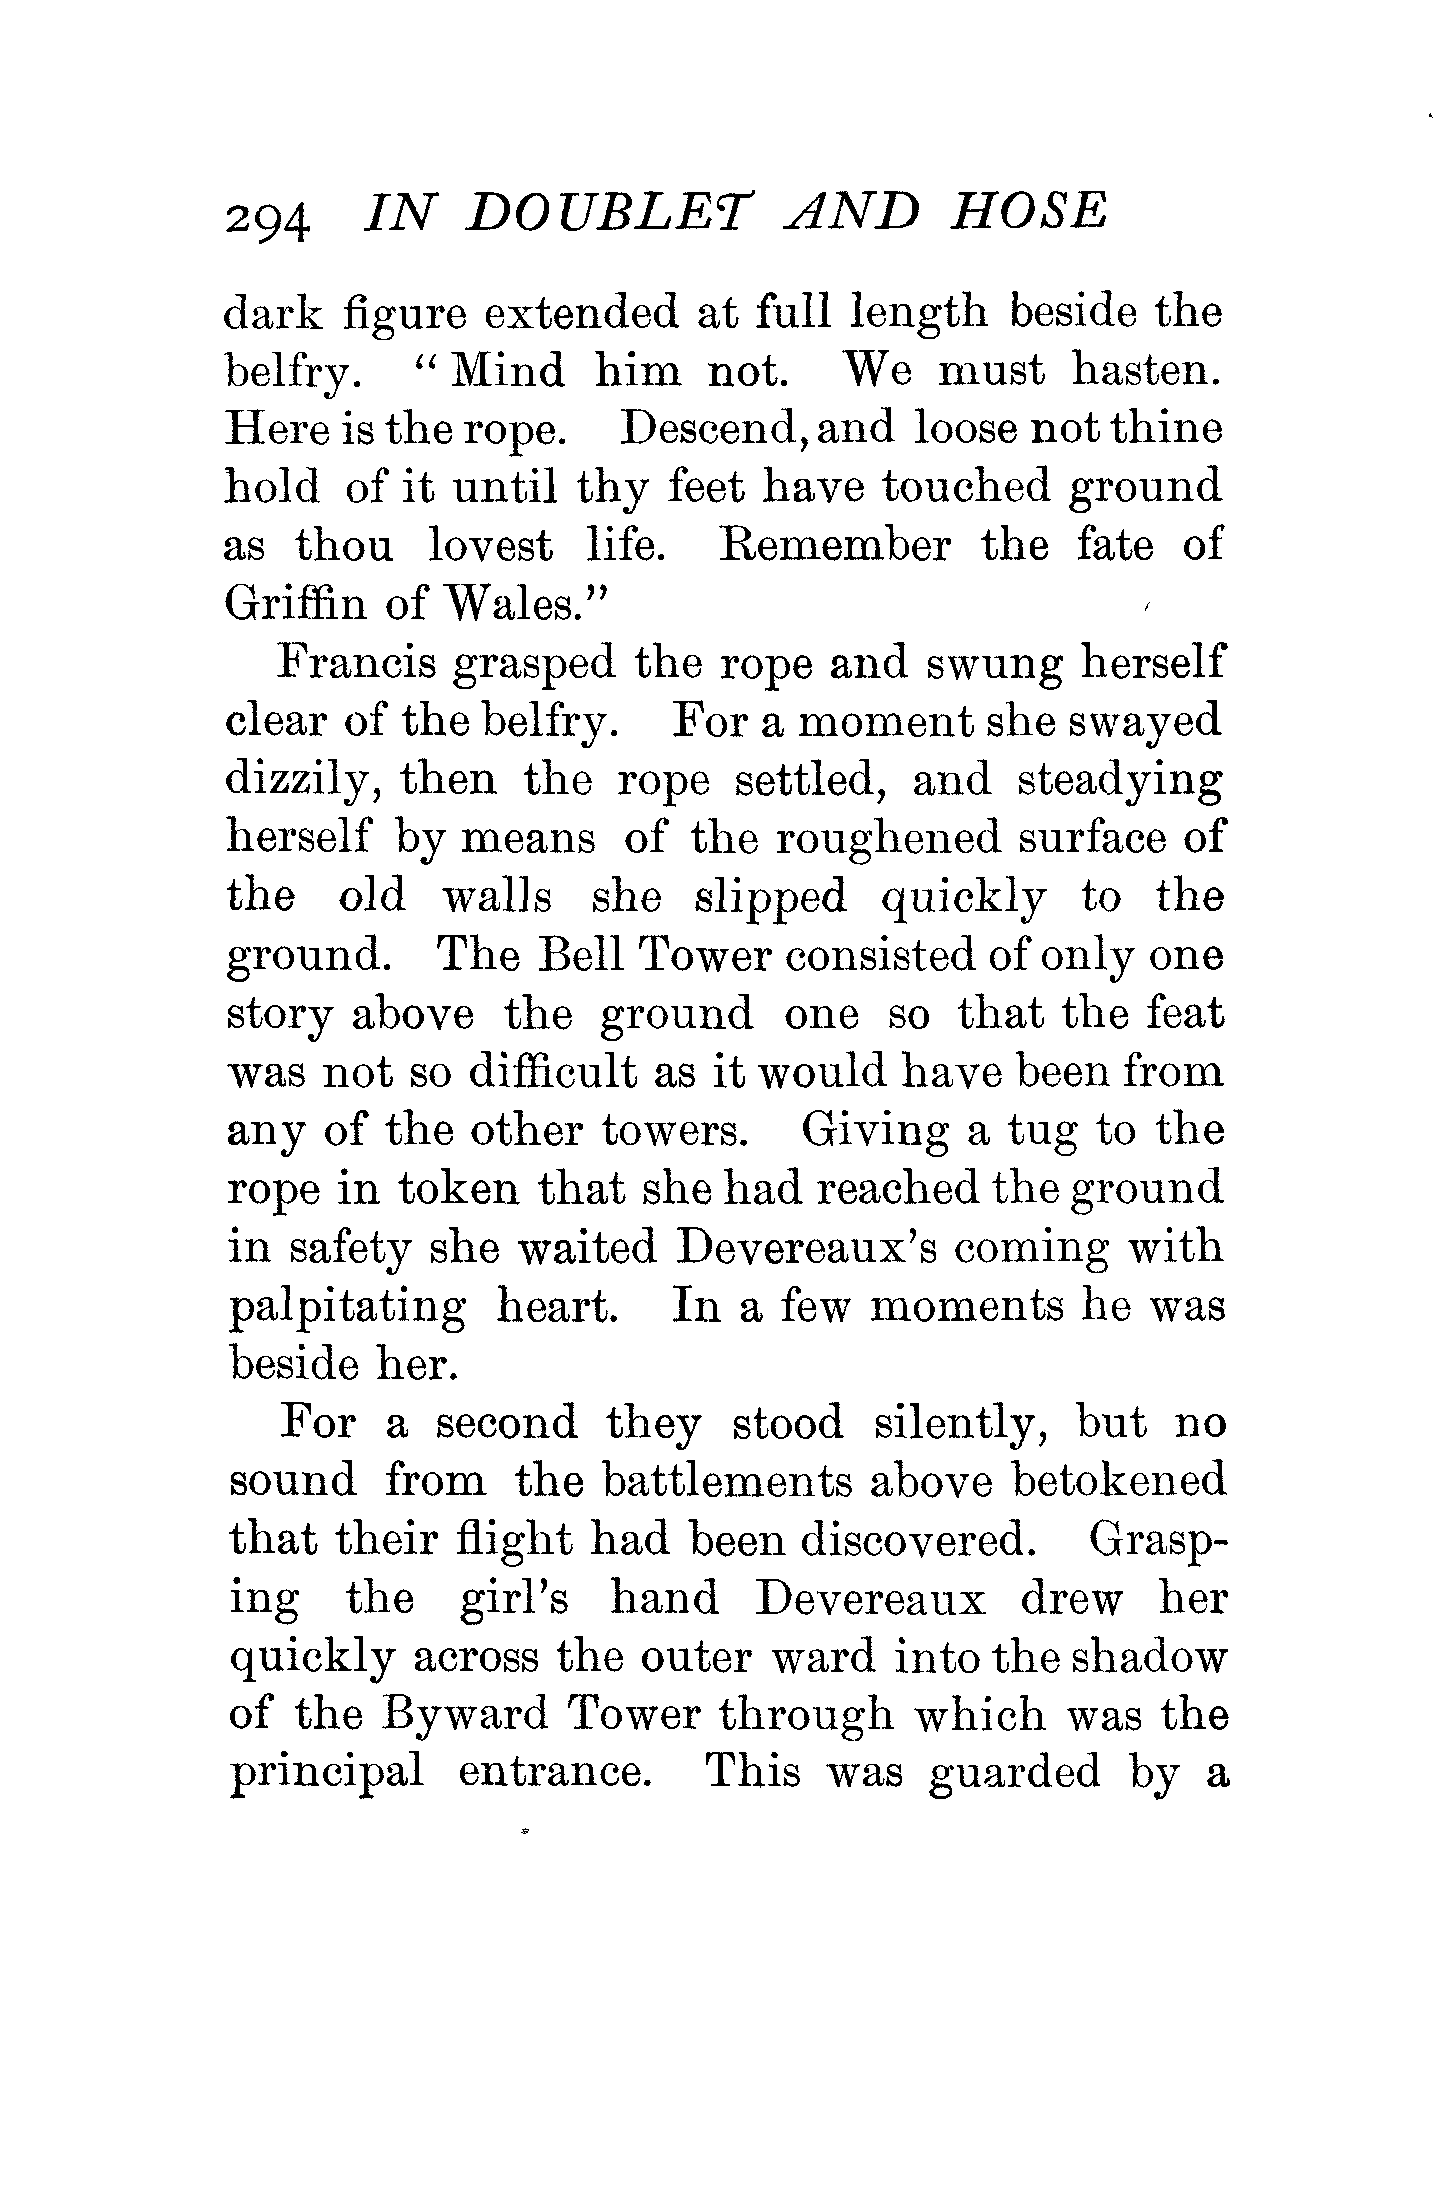 294 IN DOUBLET AND HOSE
dark figure extended at full length beside the
belfry. “ Mind him not. We must hasten.
Here is the rope. Descend, and loose not thine
hold of it until thy feet have touched ground
as thou lovest life. Remember the fate of
Griffin of Wales.”
Francis grasped the rope and swung herself
clear of the belfry. For a moment she swayed
dizzily, then the rope settled, and steadying
herself by means of the roughened surface of
the old walls she slipped quickly to the
ground. The Bell Tower consisted of only one
story above the ground one so that the feat
was not so difficult as it would have been from
any of the other towers. Giving a tug to the
rope in token that she had reached the ground
in safety she waited Devereaux’s coming with
palpitating heart. In a few moments he was
beside her.
For a second they stood silently, but no
sound from the battlements above betokened
that their flight had been discovered. Grasp-
ing the girl’s hand Devereaux drew her
quickly across the outer ward into the shadow
of the Byward Tower through which was the
principal entrance. This was guarded by a